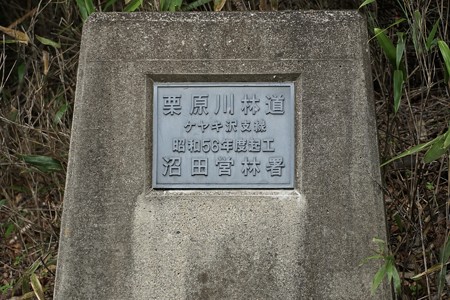 栗原川林道
ケヤキ沢支線
昭和56年度起工
沼田営林署